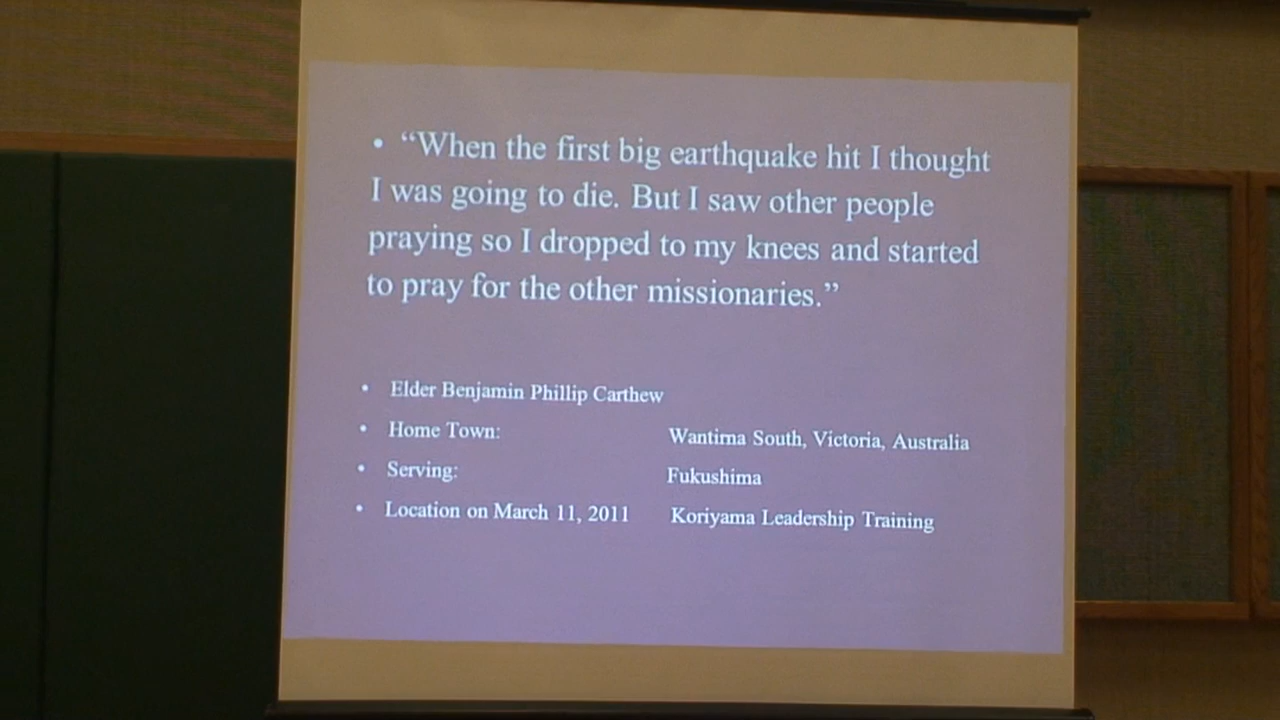 • “When the first big earthquake hit I thought
I was going to die. But I saw other people
praying so I dropped to my knees and started
to pray for the other missionaries.”
• Elder Benjamin Phillip Carthew
• Home Town: Wantirna South, Victoria, Australia
• Serving: Fukushima
• Location on March 11, 2011 Koriyama Leadership Training